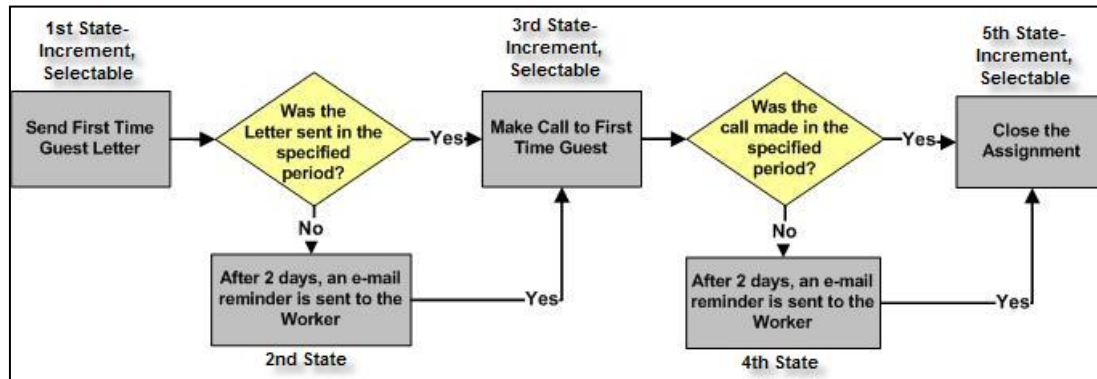 1st State-
Increment,
Selectable
Send First Time
Guest Letter
Was the
Letter sent in the
specified
period?
Yes
No
After 2 days, an e-mail
reminder is sent to the
Worker
2nd State
Yes
3rd State-
Increment,
Selectable
Make Call to First
Time Guest
Was the
call made in the
specified
period?
Yes
No
After 2 days, an e-mail
reminder is sent to the
Worker
4th State
Yes
5th State-
Increment,
Selectable
Close the
Assignment